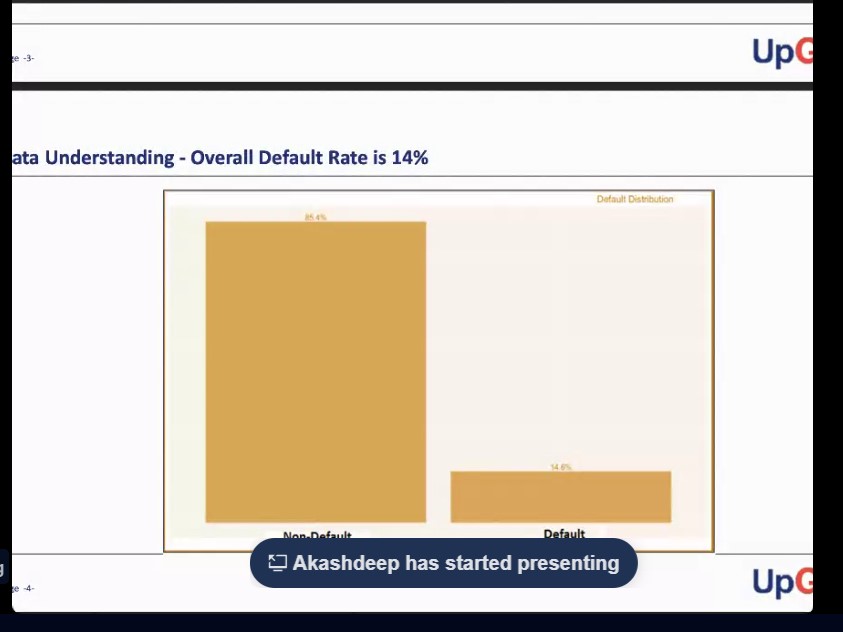 ge -3-
UpG
ata Understanding - Overall Default Rate is 14%
Default Distribution
85.4%
14.6%
Non-Default
Default
Akashdeep has started presenting
g
ge -4-
UpG